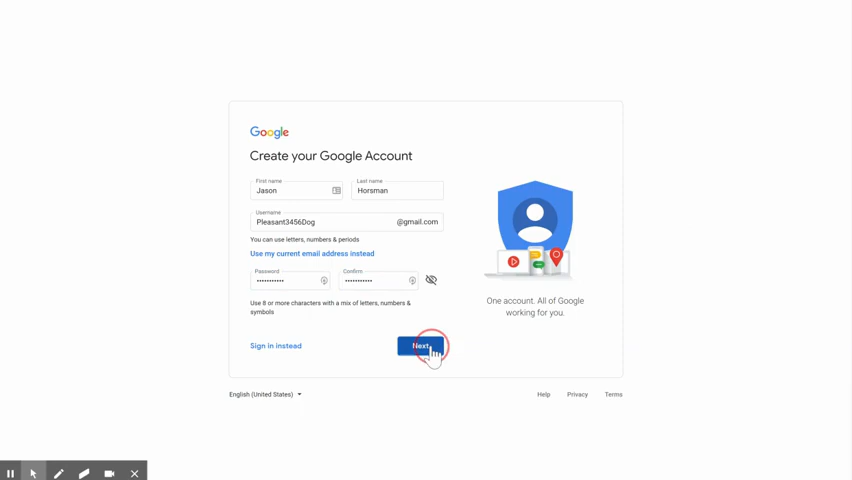 Google
Create your Google Account
First name
Last name
Jason
Horsman
Username
Pleasant3456Dog
@gmail.com
You can use letters, numbers & periods
Use my current email address instead
Password
Confirm
•••••••••••
•••••••••••
Use 8 or more characters with a mix of letters, numbers &
symbols
One account. All of Google
working for you.
Sign in instead
Next
English (United States)
Help
Privacy
Terms